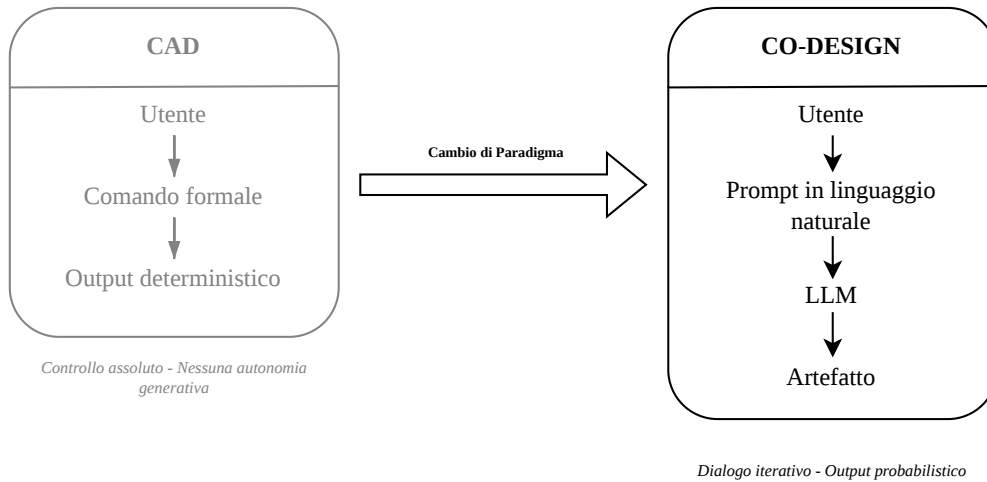 CAD
Utente
Comando formale
Output deterministico
Controllo assoluto - Nessuna autonomia
generativa
Cambio di Paradigma
CO-DESIGN
Utente
Prompt in linguaggio
naturale
LLM
Artefatto
Dialogo iterativo - Output probabilistico